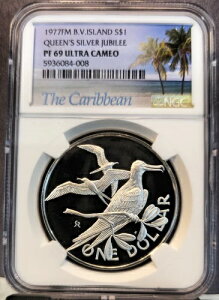 1977FM B.V.ISLAND S$1
QUEEN'S SILVER JUBILEE
PF 69 ULTRA CAMEO
5936084-008
The Caribbean
NGC
ONE DOLLAR